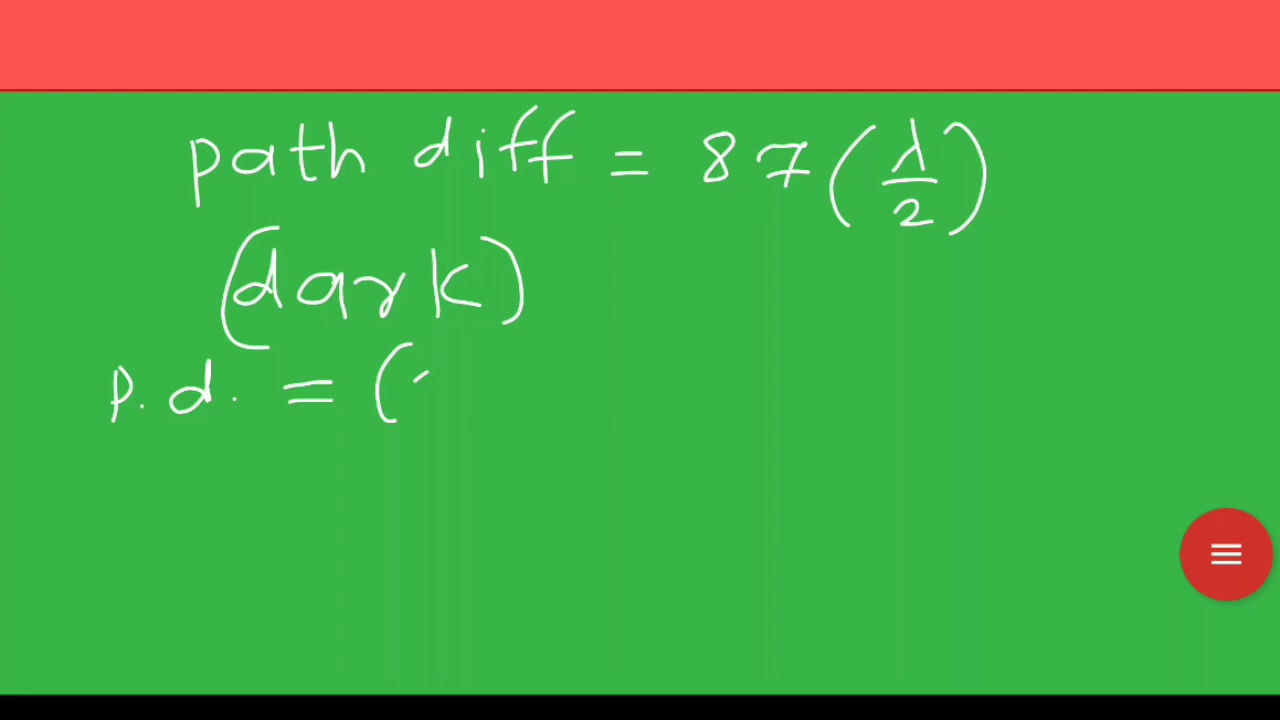 path diff = 87 (λ/2)
(dark)
p.d. = (